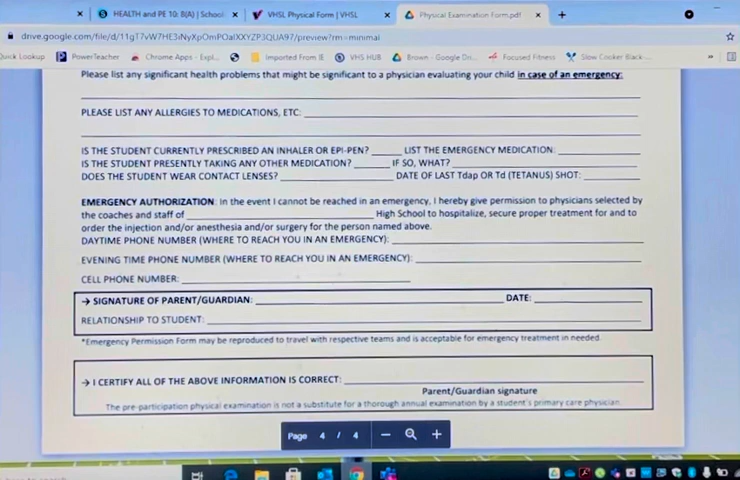 HEALTH and PE 10: B(A) | School
VHSL Physical Form | VHSL
Physical Examination Form.pdf
PowerTeacher
Chrome Apps - Expl...
Imported From IE
VHS HUB
Brown - Google Dri...
Focused Fitness
Slow Cooker Black
Please list any significant health problems that might be significant to a physician evaluating your child in case of an emergency:
PLEASE LIST ANY ALLERGIES TO MEDICATIONS, ETC:
IS THE STUDENT CURRENTLY PRESCRIBED AN INHALER OR EPI-PEN? LIST THE EMERGENCY MEDICATION:
IS THE STUDENT PRESENTLY TAKING ANY OTHER MEDICATION? IF SO, WHAT?
DOES THE STUDENT WEAR CONTACT LENSES? DATE OF LAST Tdap OR Td (TETANUS) SHOT:
EMERGENCY AUTHORIZATION: In the event I cannot be reached in an emergency, I hereby give permission to physicians selected by
the coaches and staff of High School to hospitalize, secure proper treatment for and to
order the injection and/or anesthesia and/or surgery for the person named above.
DAYTIME PHONE NUMBER (WHERE TO REACH YOU IN AN EMERGENCY):
EVENING TIME PHONE NUMBER (WHERE TO REACH YOU IN AN EMERGENCY):
CELL PHONE NUMBER:
→ SIGNATURE OF PARENT/GUARDIAN: DATE:
RELATIONSHIP TO STUDENT:
*Emergency Permission Form may be reproduced to travel with respective teams and is acceptable for emergency treatment in needed.
→ I CERTIFY ALL OF THE ABOVE INFORMATION IS CORRECT:
Parent/Guardian signature
The pre-participation physical examination is not a substitute for a thorough annual examination by a student's primary care physician.
Page 4 / 4